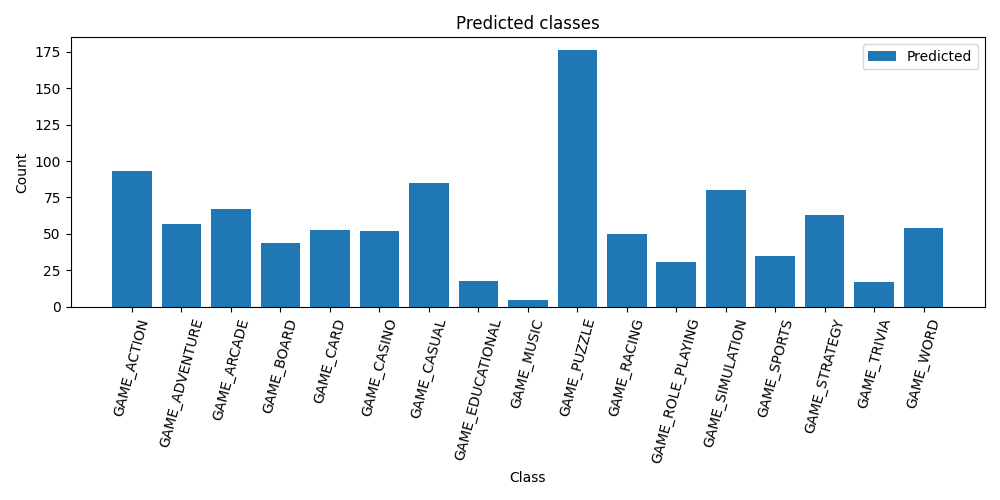 Predicted classes
Predicted
Count
175
150
125
100
75
50
25
0
GAME_ACTION
GAME_ADVENTURE
GAME_ARCADE
GAME_BOARD
GAME_CARD
GAME_CASINO
GAME_CASUAL
GAME_EDUCATIONAL
GAME_MUSIC
GAME_PUZZLE
GAME_RACING
GAME_ROLE_PLAYING
GAME_SIMULATION
GAME_SPORTS
GAME_STRATEGY
GAME_TRIVIA
GAME_WORD
Class